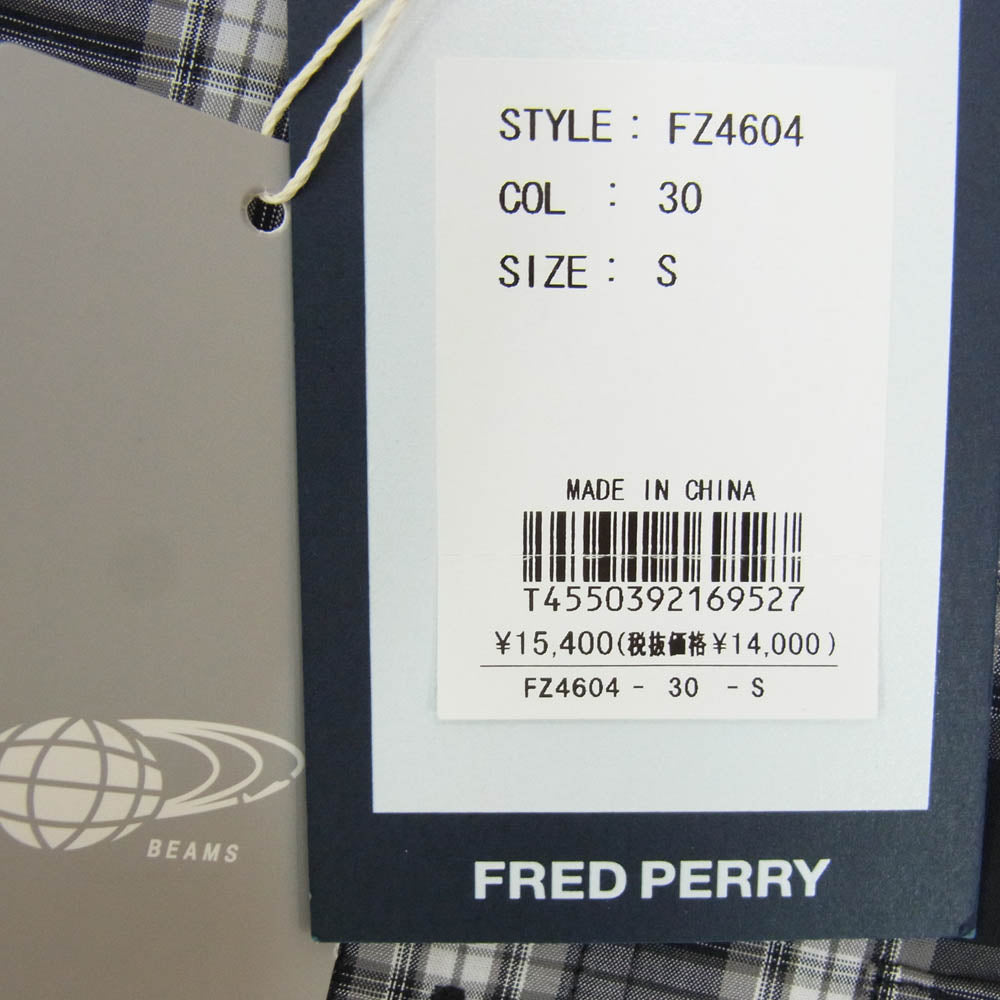 STYLE : FZ4604
COL : 30
SIZE : S
MADE IN CHINA
T4550392169527
¥15,400(税抜価格 ¥14,000)
FZ4604 - 30 - S
BEAMS
FRED PERRY